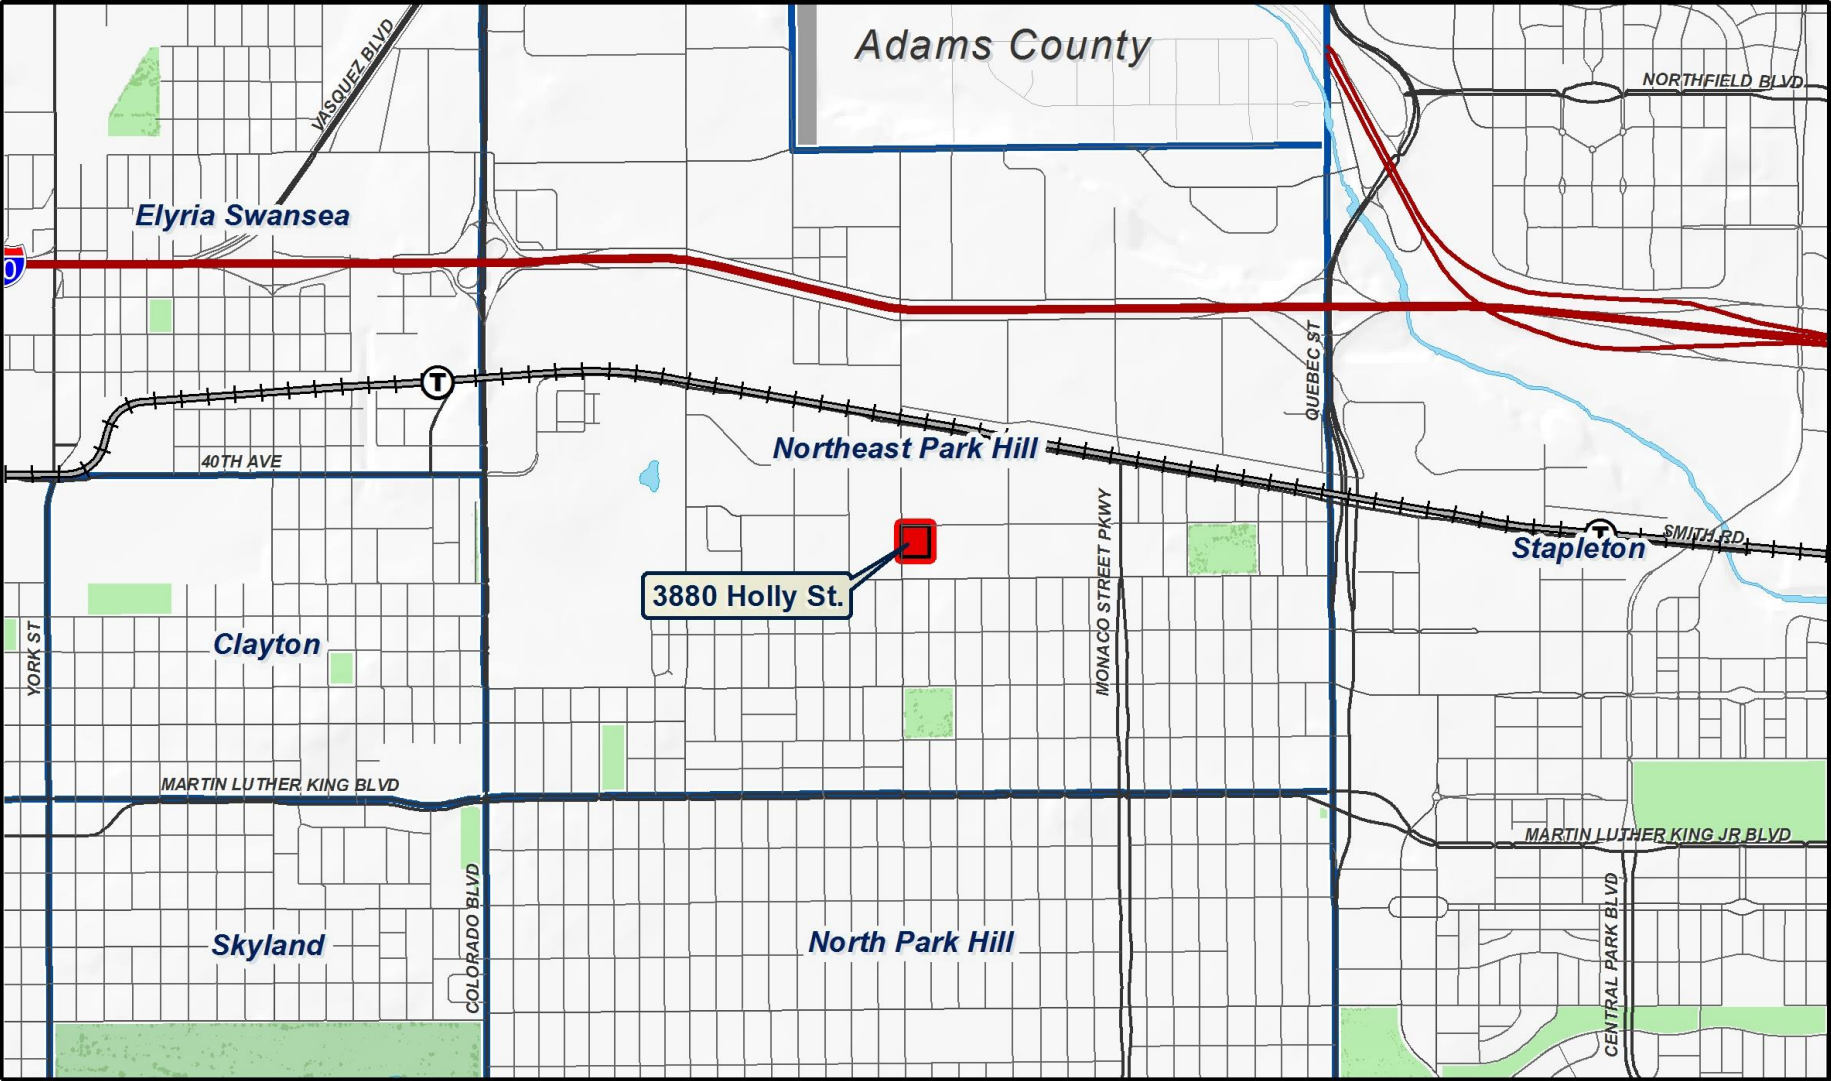 Adams County
VASQUEZ BLVD
NORTHFIELD BLVD
Elyria Swansea
0
T
QUEBEC ST
40TH AVE
Northeast Park Hill
MONACO STREET PKWY
T
SMITH RD
Stapleton
3880 Holly St.
YORK ST
Clayton
MARTIN LUTHER KING BLVD
MARTIN LUTHER KING JR BLVD
COLORADO BLVD
CENTRAL PARK BLVD
Skyland
North Park Hill